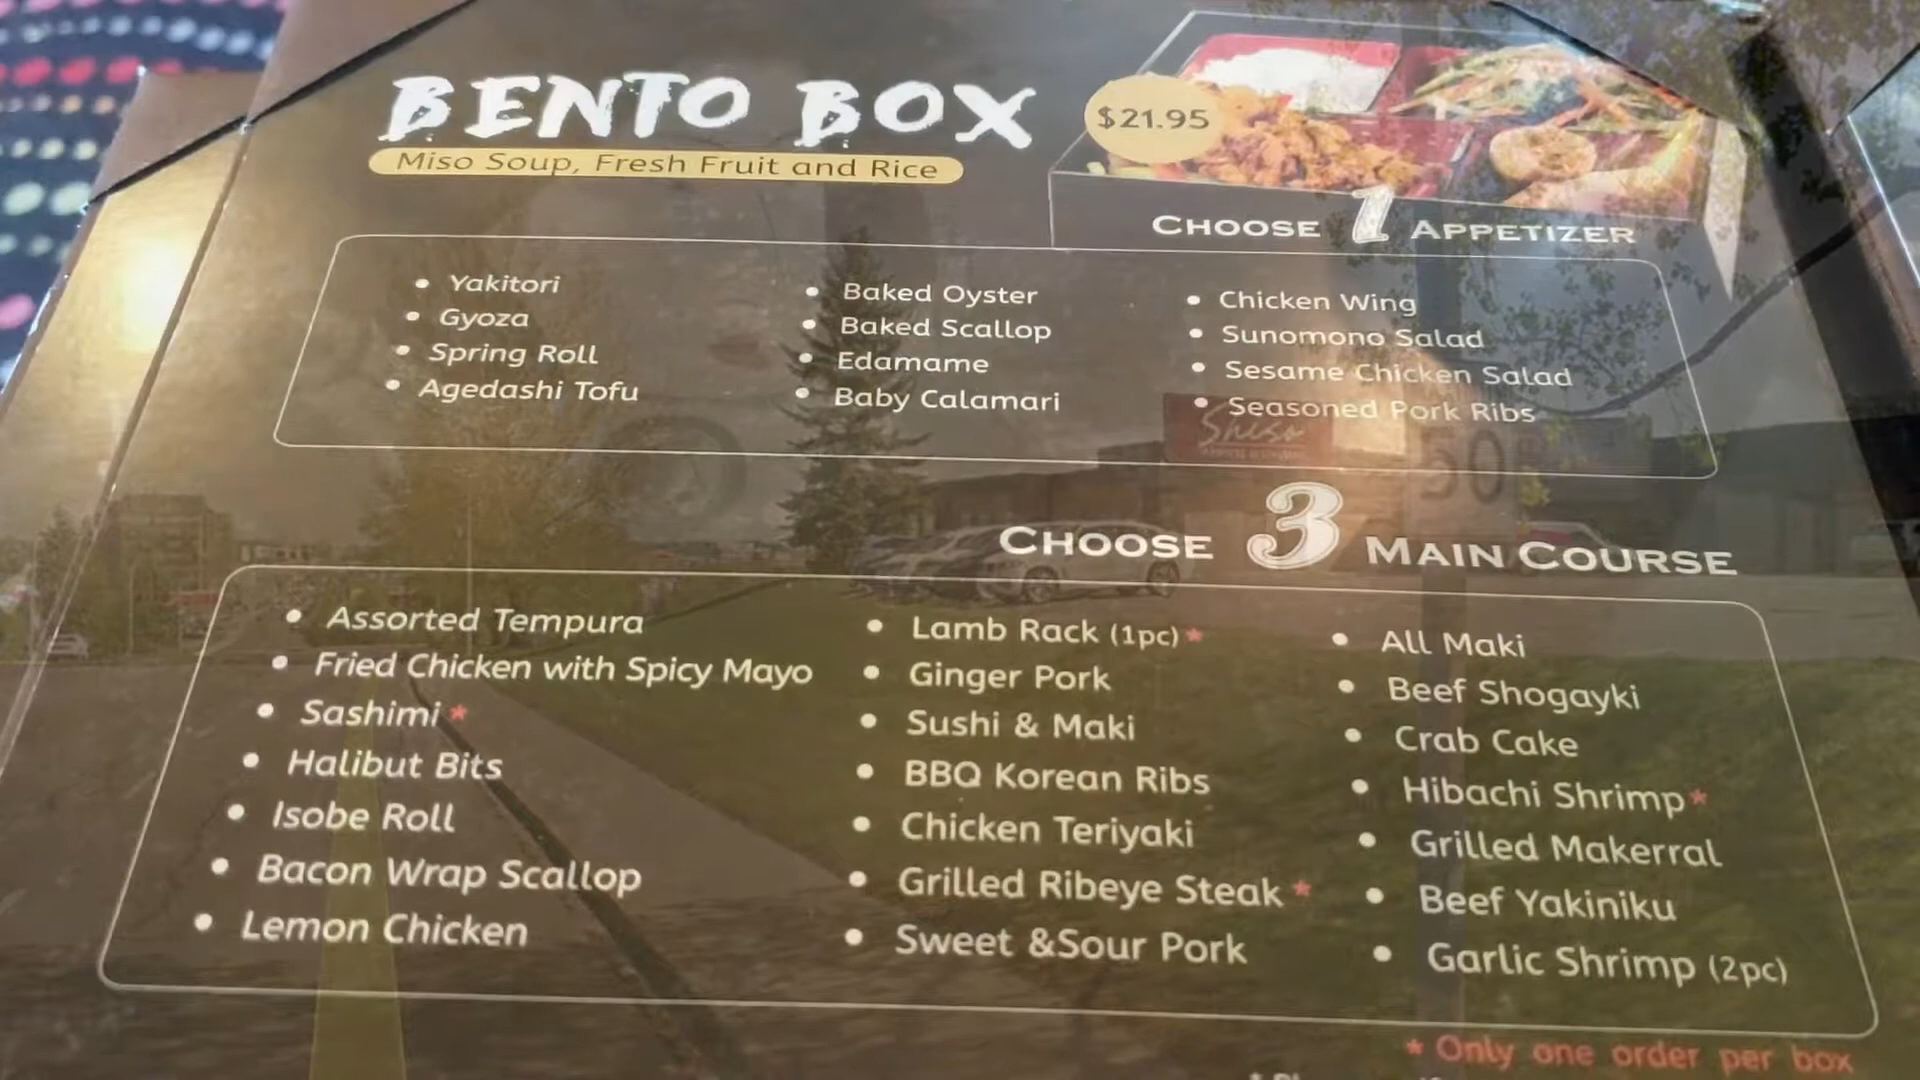 BENTO BOX
$21.95
Miso Soup, Fresh Fruit and Rice
CHOOSE 1 APPETIZER
• Yakitori
• Gyoza
• Spring Roll
• Agedashi Tofu
• Baked Oyster
• Baked Scallop
• Edamame
• Baby Calamari
• Chicken Wing
• Sunomono Salad
• Sesame Chicken Salad
• Seasoned Pork Ribs
Shiso
CHOOSE 3 MAIN COURSE
• Assorted Tempura
• Fried Chicken with Spicy Mayo
• Sashimi *
• Halibut Bits
• Isobe Roll
• Bacon Wrap Scallop
• Lemon Chicken
• Lamb Rack (1pc) *
• Ginger Pork
• Sushi & Maki
• BBQ Korean Ribs
• Chicken Teriyaki
• Grilled Ribeye Steak *
• Sweet &Sour Pork
• All Maki
• Beef Shogayki
• Crab Cake
• Hibachi Shrimp *
• Grilled Makerral
• Beef Yakiniku
• Garlic Shrimp (2pc)
* Only one order per box